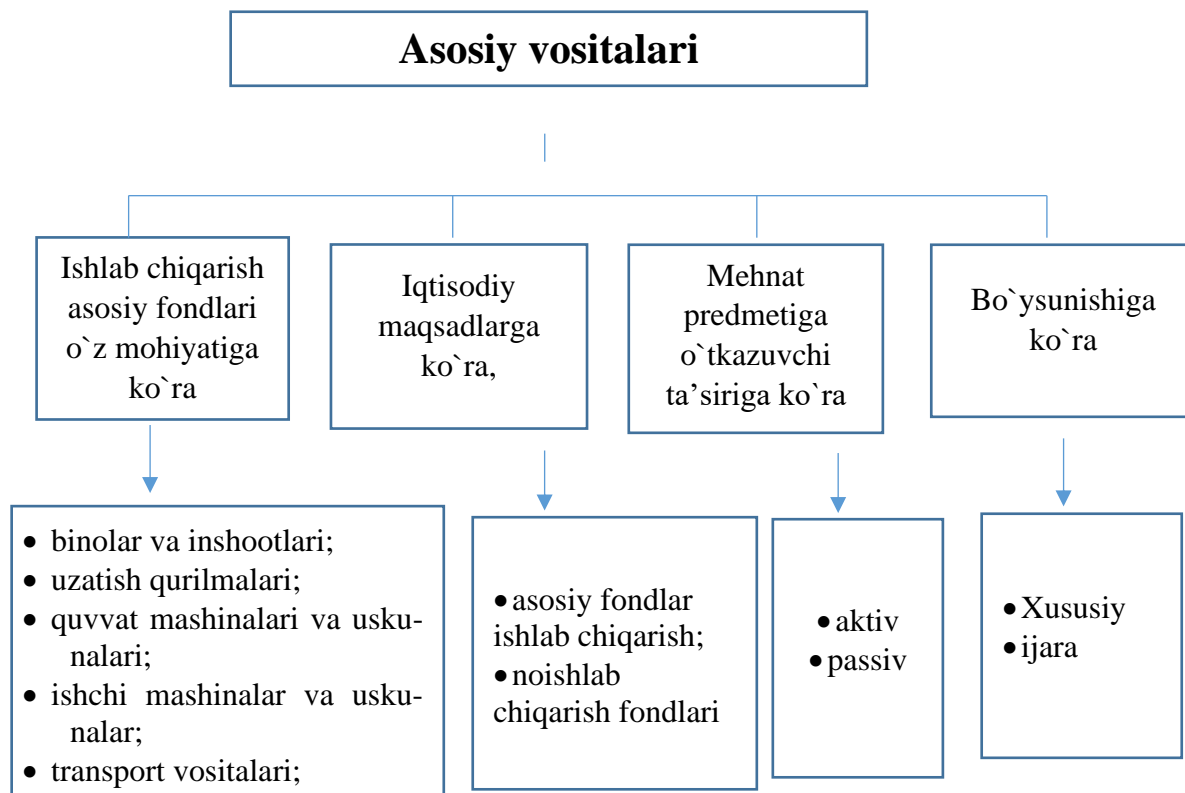 Asosiy vositalari
Ishlab chiqarish
asosiy fondlari
o`z mohiyatiga
ko`ra
Iqtisodiy
maqsadlarga
ko`ra,
Mehnat
predmetiga
o`tkazuvchi
ta’siriga ko`ra
Bo`ysunishiga
ko`ra
• binolar va inshootlari;
• uzatish qurilmalari;
• quvvat mashinalari va usku-
nalari;
• ishchi mashinalar va usku-
nalar;
• transport vositalari;
• asosiy fondlar
ishlab chiqarish;
• noishlab
chiqarish fondlari
• aktiv
• passiv
• Xususiy
• ijara